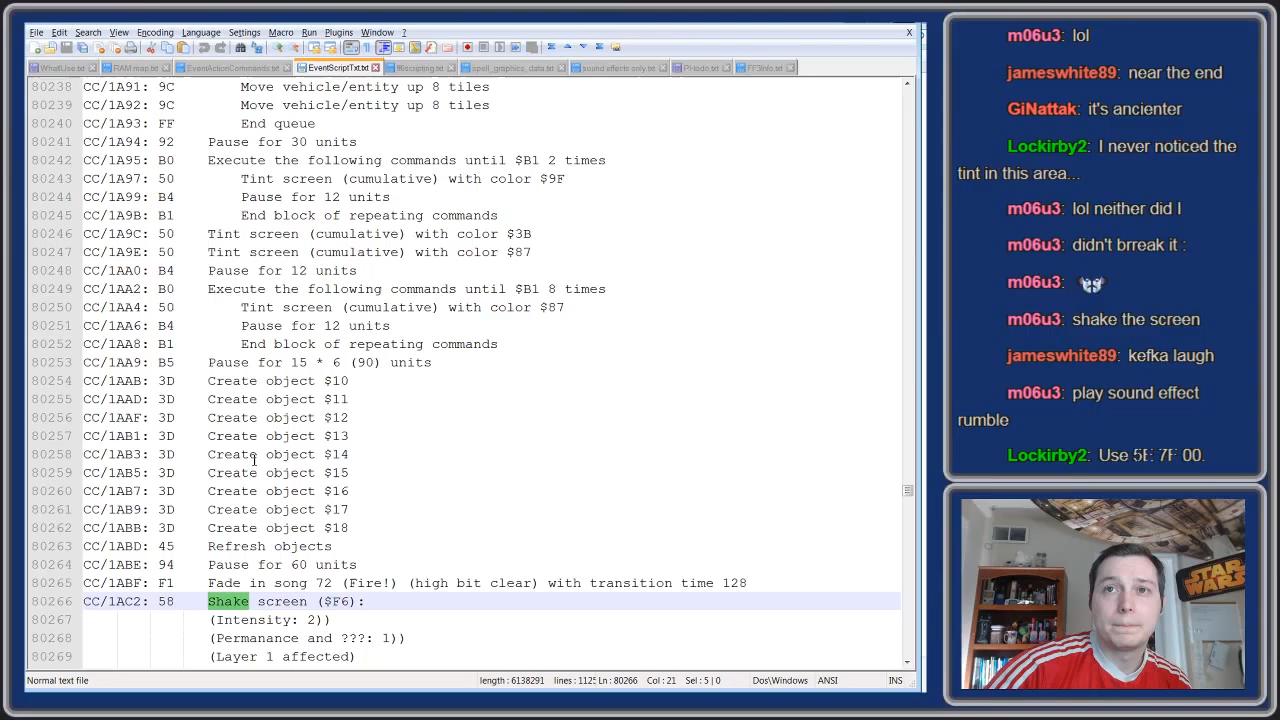 File Edit Search View Encoding Language Settings Macro Run Plugins Window ? X
WhatIUse.txt RAM map.txt EventActionCommands.txt EventScriptTxt.txt spell_graphics_data.txt sound effects only.txt FF3info.txt
80238 CC/1A91: 9C Move vehicle/entity up 8 tiles
80239 CC/1A92: 9C Move vehicle/entity up 8 tiles
80240 CC/1A93: FF End queue
80241 CC/1A94: 92 Pause for 30 units
80242 CC/1A95: B0 Execute the following commands until $B1 2 times
80243 CC/1A97: 50 Tint screen (cumulative) with color $9F
80244 CC/1A99: B4 Pause for 12 units
80245 CC/1A9B: B1 End block of repeating commands
80246 CC/1A9C: 50 Tint screen (cumulative) with color $3B
80247 CC/1A9E: 50 Tint screen (cumulative) with color $87
80248 CC/1AA0: B4 Pause for 12 units
80249 CC/1AA2: B0 Execute the following commands until $B1 8 times
80250 CC/1AA4: 50 Tint screen (cumulative) with color $87
80251 CC/1AA6: B4 Pause for 12 units
80252 CC/1AA8: B1 End block of repeating commands
80253 CC/1AA9: B5 Pause for 15 * 6 (90) units
80254 CC/1AAB: 3D Create object $10
80255 CC/1AAD: 3D Create object $11
80256 CC/1AAF: 3D Create object $12
80257 CC/1AB1: 3D Create object $13
80258 CC/1AB3: 3D Create object $14
80259 CC/1AB5: 3D Create object $15
80260 CC/1AB7: 3D Create object $16
80261 CC/1AB9: 3D Create object $17
80262 CC/1ABB: 3D Create object $18
80263 CC/1ABD: 45 Refresh objects
80264 CC/1ABE: 94 Pause for 60 units
80265 CC/1ABF: F1 Fade in song 72 (Fire!) (high bit clear) with transition time 128
80266 CC/1AC2: 58 Shake screen ($F6):
80267 (Intensity: 2))
80268 (Permanance and ???: 1))
80269 (Layer 1 affected)
Normal text file length : 6138291 lines : 1125 Ln : 80266 Col : 21 Sel : 5 | 0 Dos\Windows ANSI INS
m06u3: lol
jameswhite89: near the end
GiNattak: it's ancienter
Lockirby2: I never noticed the
tint in this area...
m06u3: lol neither did I
m06u3: didn't brreak it :
m06u3:
m06u3: shake the screen
jameswhite89: kefka laugh
m06u3: play sound effect
rumble
Lockirby2: Use 5E 7F 00.
STAR
WARS